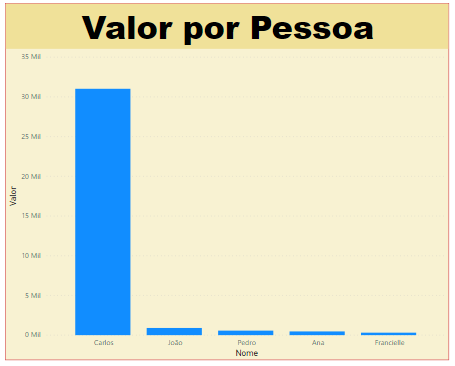 Valor por Pessoa
35 Mil
30 Mil
25 Mil
20 Mil
15 Mil
10 Mil
5 Mil
0 Mil
Valor
Carlos João Pedro Ana Francielle
Nome